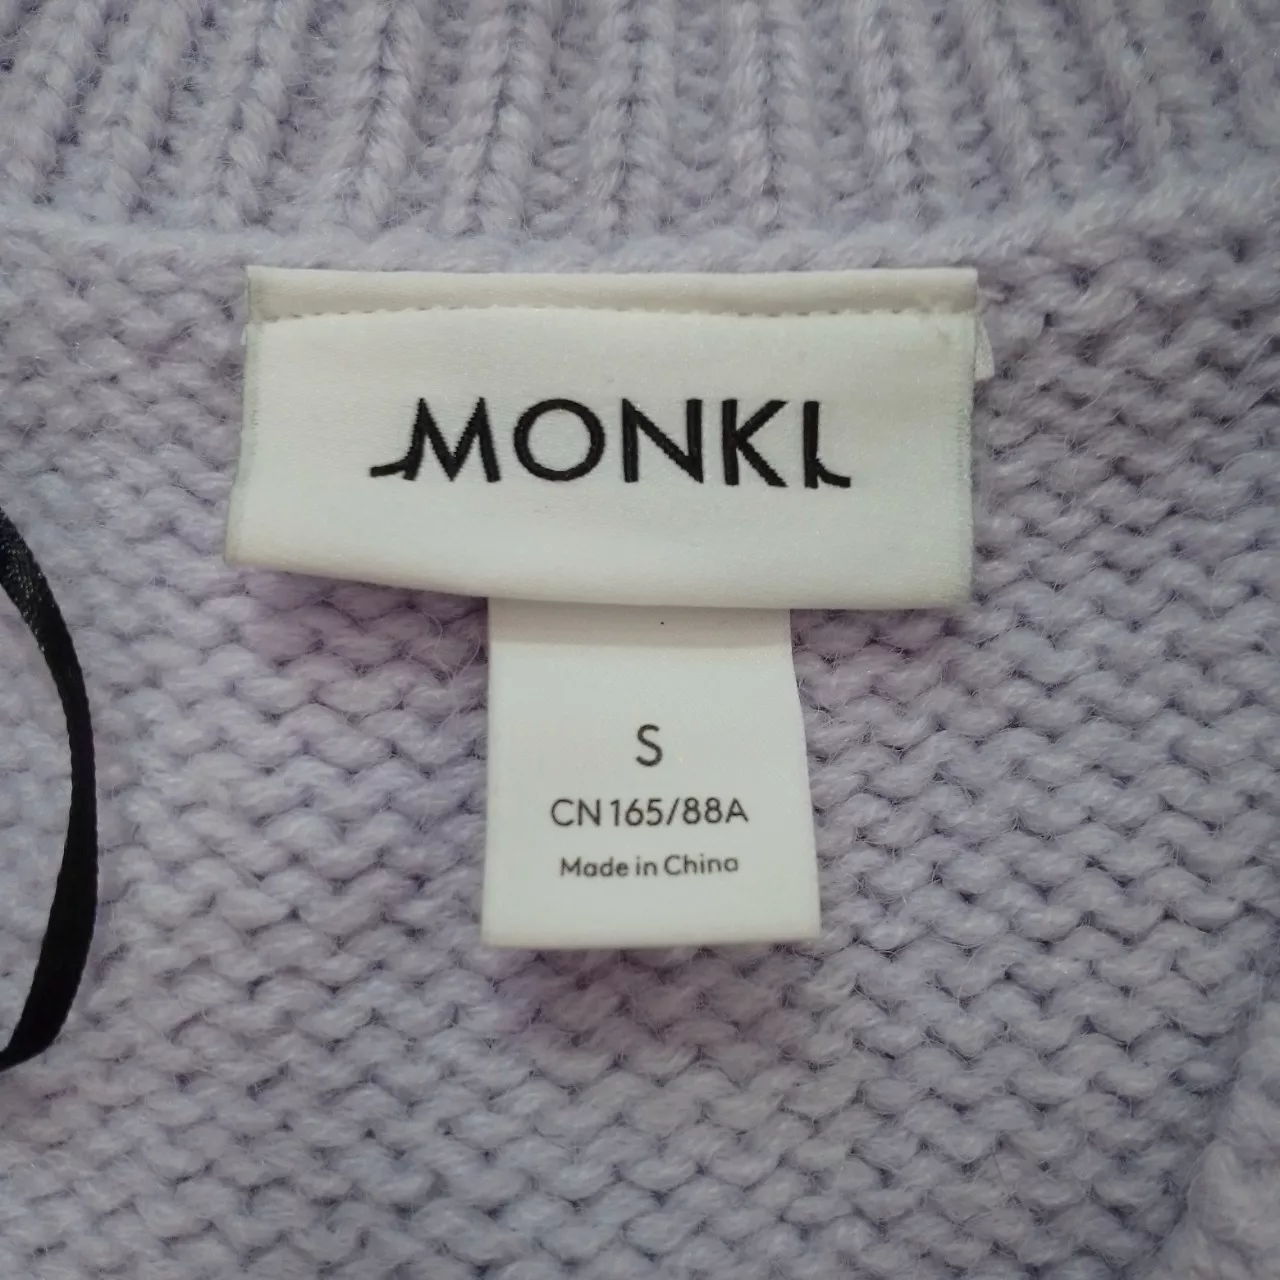 MONKI
S
CN 165/88A
Made in China